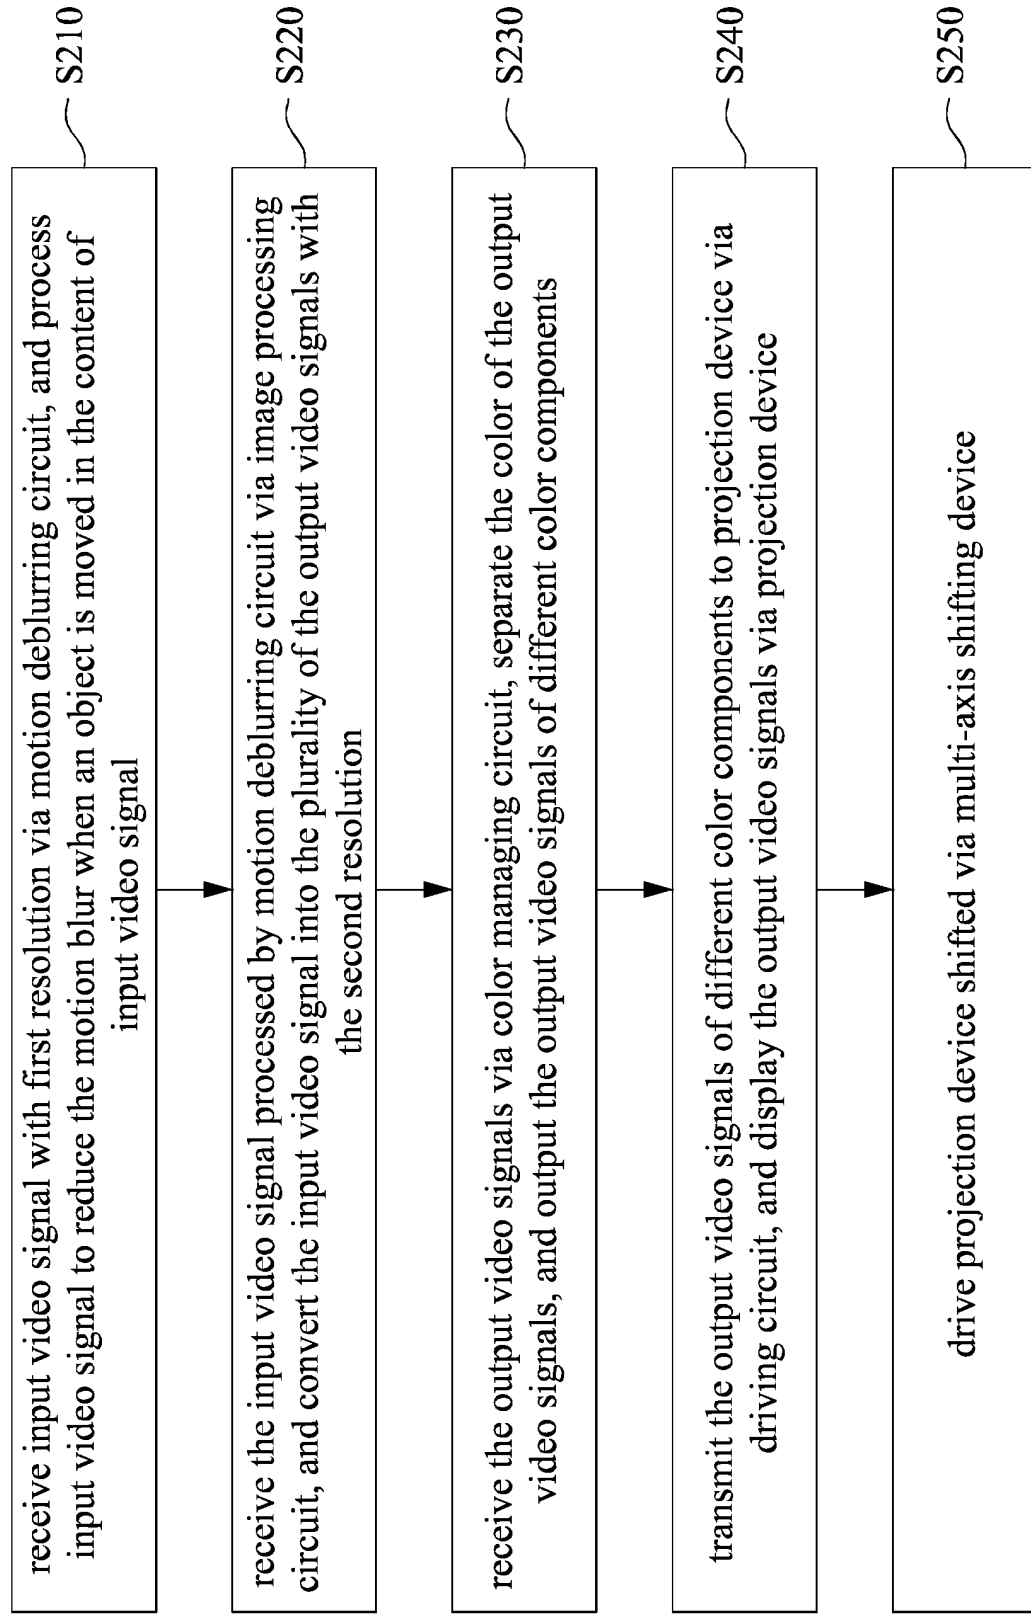 receive input video signal with first resolution via motion deblurring circuit, and process
input video signal to reduce the motion blur when an object is moved in the content of
input video signal
S210
receive the input video signal processed by motion deblurring circuit via image processing
circuit, and convert the input video signal into the plurality of the output video signals with
the second resolution
S220
receive the output video signals via color managing circuit, separate the color of the output
video signals, and output the output video signals of different color components
S230
transmit the output video signals of different color components to projection device via
driving circuit, and display the output video signals via projection device
S240
drive projection device shifted via multi-axis shifting device
S250